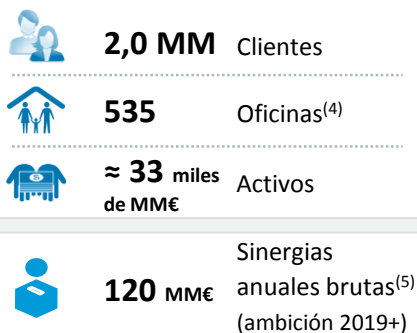 2,0 MM Clientes
535 Oficinas(4)
≈ 33 miles
de MM€ Activos
120 MM€ Sinergias
anuales brutas(5)
(ambición 2019+)